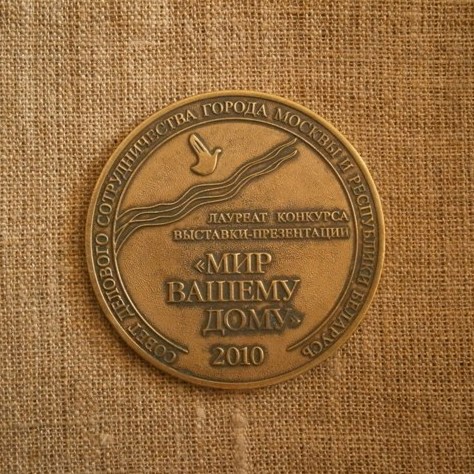 СОВЕТ ДЕЛОВОГО СОТРУДНИЧЕСТВА ГОРОДА МОСКВЫ И РЕСПУБЛИКИ БЕЛАРУСЬ
ЛАУРЕАТ КОНКУРСА
ВЫСТАВКИ-ПРЕЗЕНТАЦИИ
«МИР
ВАШЕМУ
ДОМУ»
2010